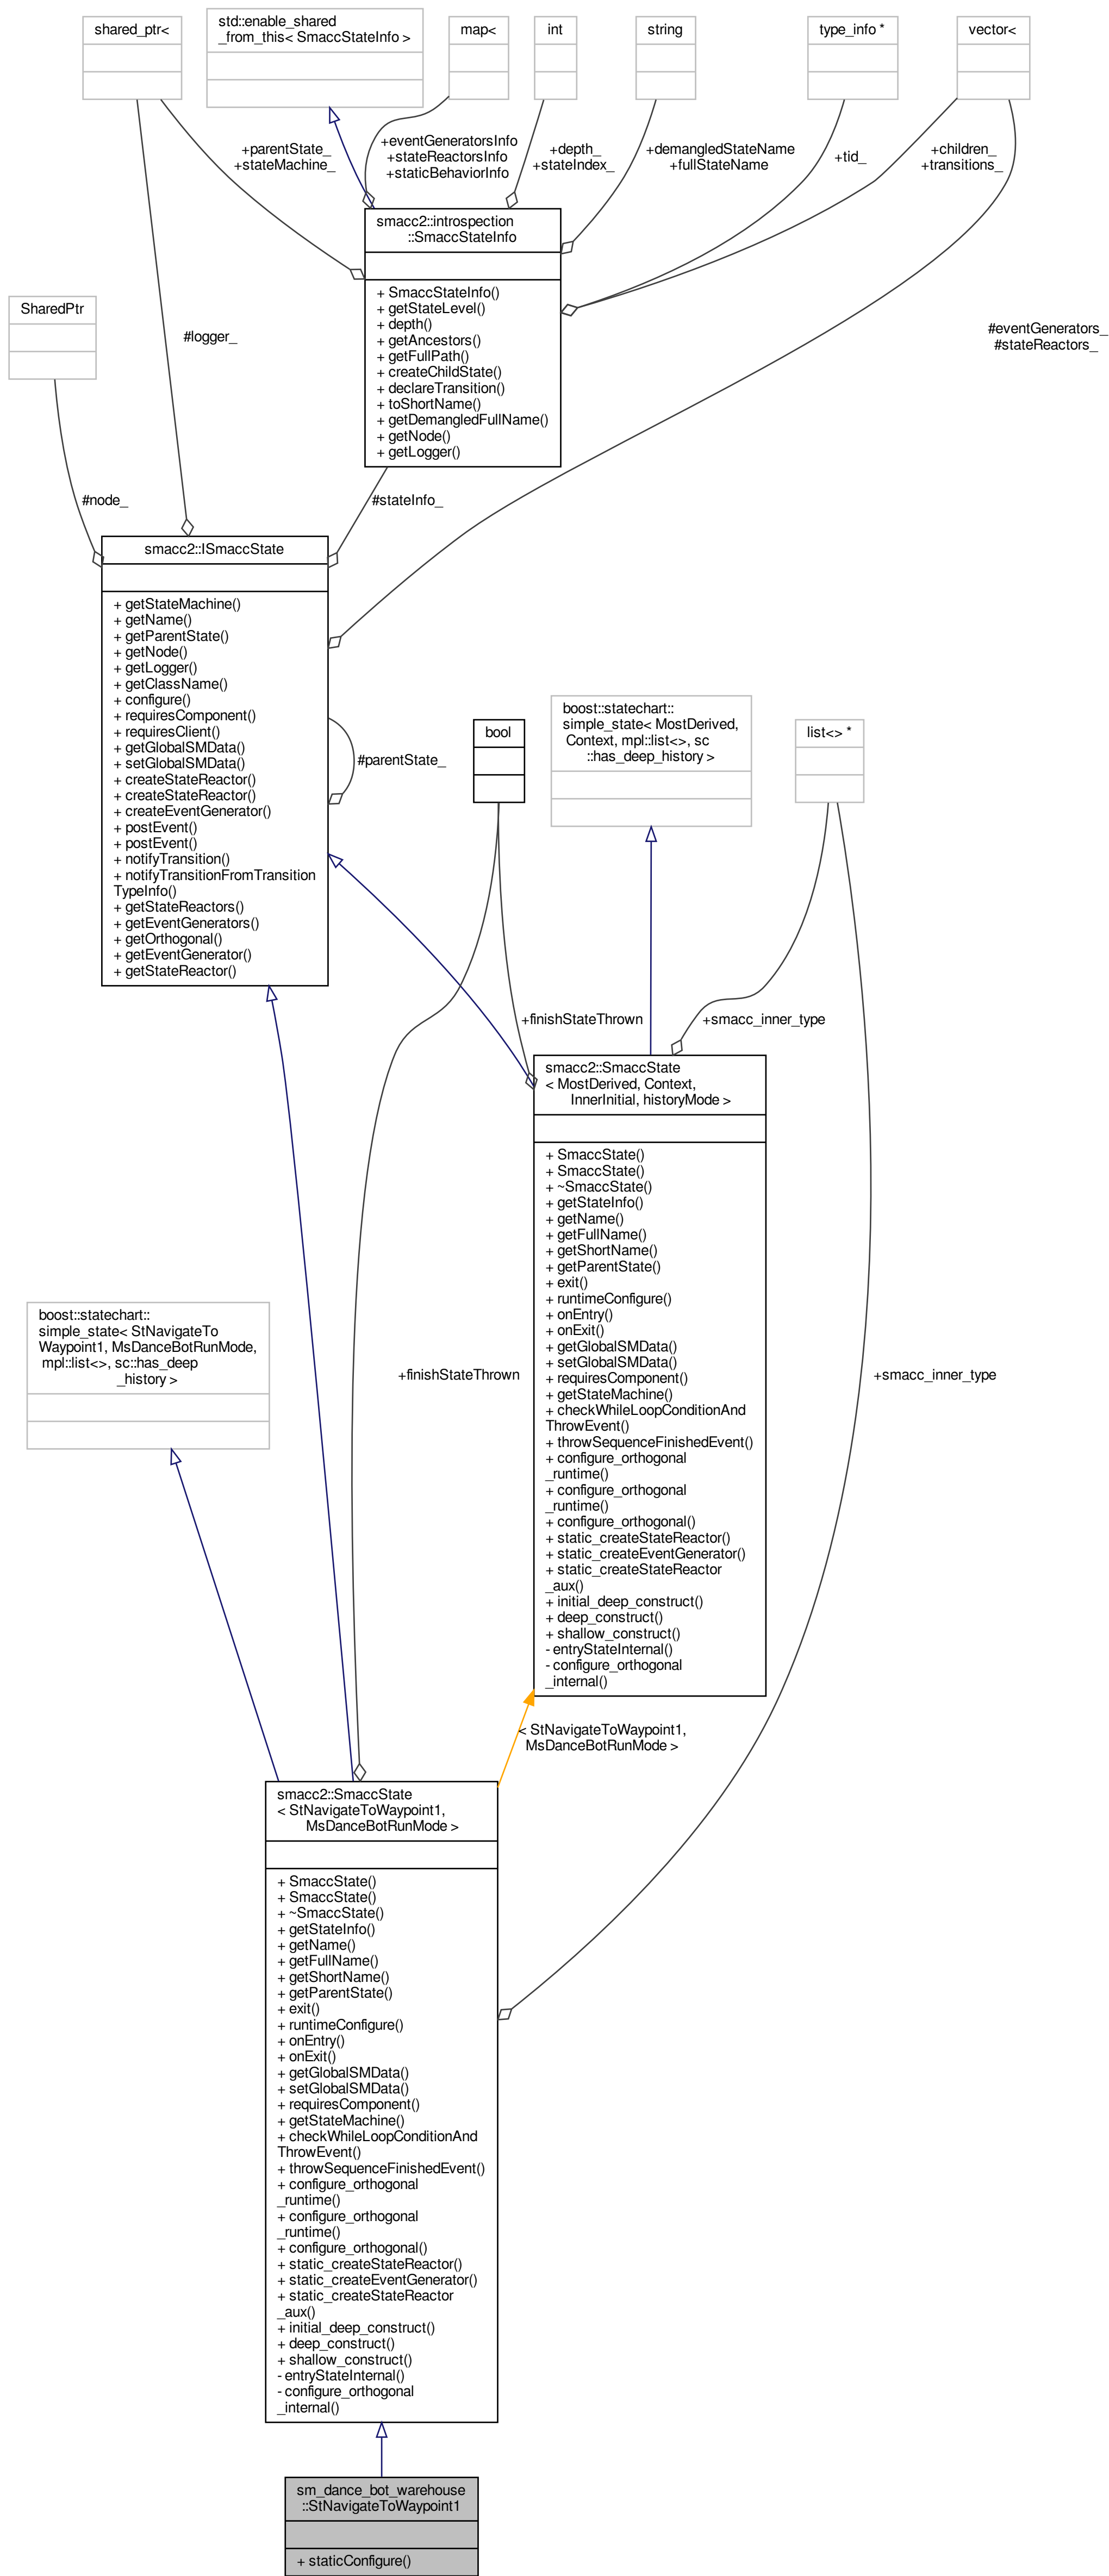 shared_ptr<
std::enable_shared
_from_this< SmaccStateInfo >
map<
int
string
type_info *
vector<
+parentState_
+stateMachine_
+eventGeneratorsInfo
+stateReactorsInfo
+staticBehaviorInfo
+depth_
+stateIndex_
+demangledStateName
+fullStateName
+tid_
+children_
+transitions_
smacc2::introspection
::SmaccStateInfo
+ SmaccStateInfo()
+ getStateLevel()
+ depth()
+ getAncestors()
+ getFullPath()
+ createChildState()
+ declareTransition()
+ toShortName()
+ getDemangledFullName()
+ getNode()
+ getLogger()
SharedPtr
#logger_
#eventGenerators_
#stateReactors_
#node_
#stateInfo_
smacc2::ISmaccState
+ getStateMachine()
+ getName()
+ getParentState()
+ getNode()
+ getLogger()
+ getClassName()
+ configure()
+ requiresComponent()
+ requiresClient()
+ getGlobalSMData()
+ setGlobalSMData()
+ createStateReactor()
+ createStateReactor()
+ createEventGenerator()
+ postEvent()
+ postEvent()
+ notifyTransition()
+ notifyTransitionFromTransition
TypeInfo()
+ getStateReactors()
+ getEventGenerators()
+ getOrthogonal()
+ getEventGenerator()
+ getStateReactor()
#parentState_
bool
boost::statechart::
simple_state< MostDerived,
Context, mpl::list<>, sc
::has_deep_history >
list<> *
+finishStateThrown
+smacc_inner_type
smacc2::SmaccState
< MostDerived, Context,
InnerInitial, historyMode >
+ SmaccState()
+ SmaccState()
+ ~SmaccState()
+ getStateInfo()
+ getName()
+ getFullName()
+ getShortName()
+ getParentState()
+ exit()
+ runtimeConfigure()
+ onEntry()
+ onExit()
+ getGlobalSMData()
+ setGlobalSMData()
+ requiresComponent()
+ getStateMachine()
+ checkWhileLoopConditionAnd
ThrowEvent()
+ throwSequenceFinishedEvent()
+ configure_orthogonal
_runtime()
+ configure_orthogonal
_runtime()
+ configure_orthogonal()
+ static_createStateReactor()
+ static_createEventGenerator()
+ static_createStateReactor
_aux()
+ initial_deep_construct()
+ deep_construct()
+ shallow_construct()
- entryStateInternal()
- configure_orthogonal
_internal()
boost::statechart::
simple_state< StNavigateTo
Waypoint1, MsDanceBotRunMode,
mpl::list<>, sc::has_deep
_history >
+finishStateThrown
+smacc_inner_type
< StNavigateToWaypoint1,
MsDanceBotRunMode >
smacc2::SmaccState
< StNavigateToWaypoint1,
MsDanceBotRunMode >
+ SmaccState()
+ SmaccState()
+ ~SmaccState()
+ getStateInfo()
+ getName()
+ getFullName()
+ getShortName()
+ getParentState()
+ exit()
+ runtimeConfigure()
+ onEntry()
+ onExit()
+ getGlobalSMData()
+ setGlobalSMData()
+ requiresComponent()
+ getStateMachine()
+ checkWhileLoopConditionAnd
ThrowEvent()
+ throwSequenceFinishedEvent()
+ configure_orthogonal
_runtime()
+ configure_orthogonal
_runtime()
+ configure_orthogonal()
+ static_createStateReactor()
+ static_createEventGenerator()
+ static_createStateReactor
_aux()
+ initial_deep_construct()
+ deep_construct()
+ shallow_construct()
- entryStateInternal()
- configure_orthogonal
_internal()
sm_dance_bot_warehouse
::StNavigateToWaypoint1
+ staticConfigure()